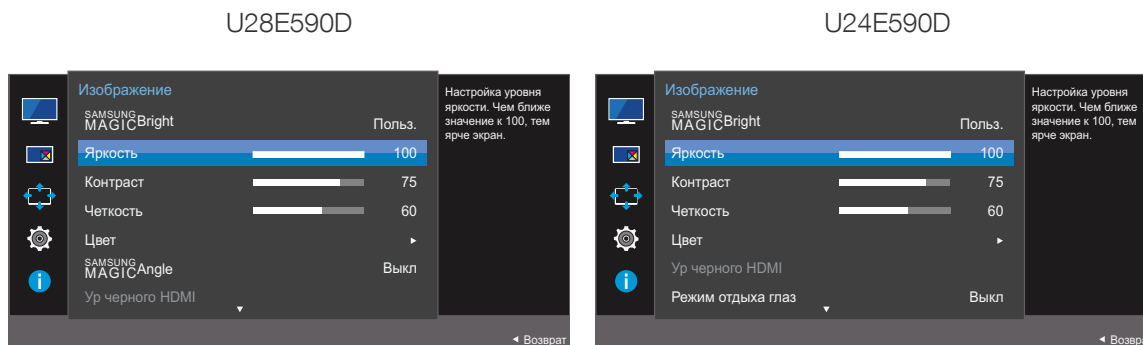 U28E590D
Изображение
SAMSUNG
MAGICBright Польз.
Яркость 100
Контраст 75
Четкость 60
Цвет
SAMSUNG
MAGICAngle Выкл
Ур черного HDMI
Настройка уровня
яркости. Чем ближе
значение к 100, тем
ярче экран.
Возврат
U24E590D
Изображение
SAMSUNG
MAGICBright Польз.
Яркость 100
Контраст 75
Четкость 60
Цвет
Ур черного HDMI
Режим отдыха глаз Выкл
Настройка уровня
яркости. Чем ближе
значение к 100, тем
ярче экран.
Возвр